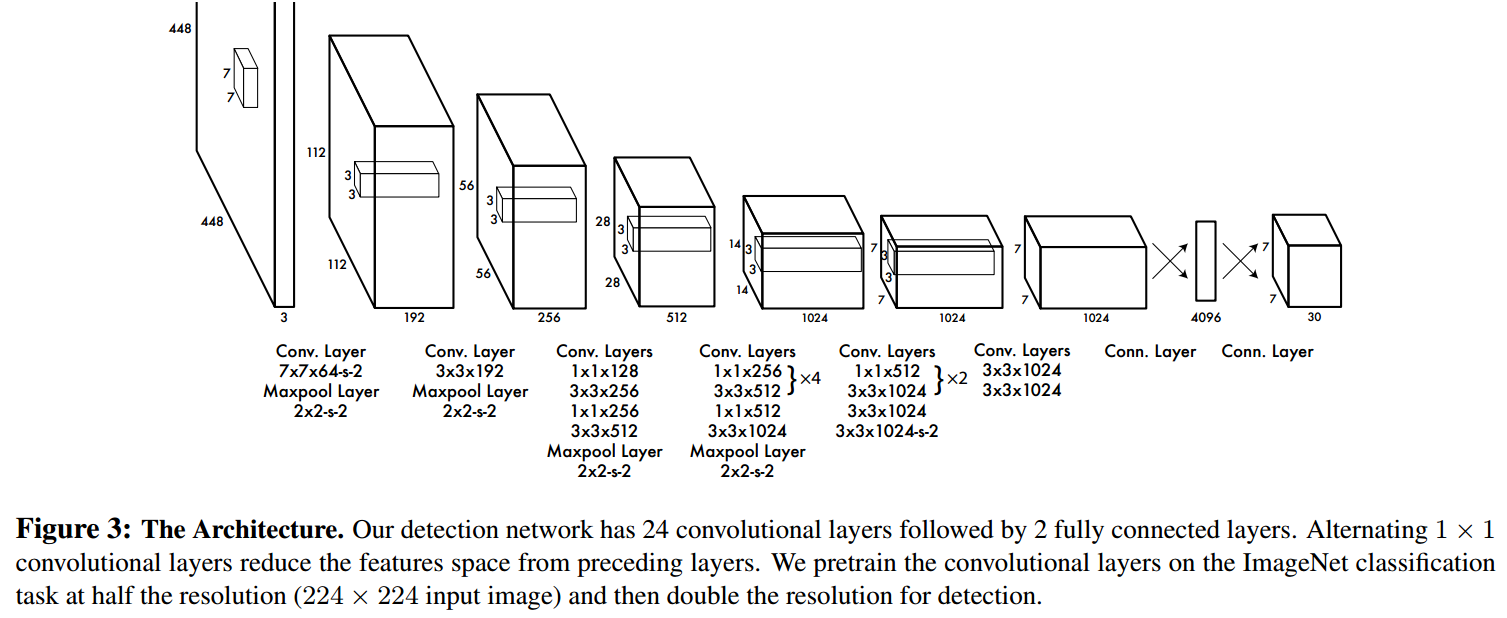 448
7
7
448
3
112
3
3
112
192
56
3
3
56
256
28
3
3
28
512
14
3
3
14
1024
7
3
3
7
1024
7
7
1024
4096
7
7
30
Conv. Layer
7x7x64-s-2
Maxpool Layer
2x2-s-2
Conv. Layer
3x3x192
Maxpool Layer
2x2-s-2
Conv. Layers
1x1x128
3x3x256
1x1x256
3x3x512
Maxpool Layer
2x2-s-2
Conv. Layers
1x1x256
3x3x512
}×4
1x1x512
3x3x1024
Maxpool Layer
2x2-s-2
Conv. Layers
1x1x512
3x3x1024
}×2
3x3x1024
3x3x1024-s-2
Conv. Layers
3x3x1024
3x3x1024
Conn. Layer
Conn. Layer
Figure 3: The Architecture. Our detection network has 24 convolutional layers followed by 2 fully connected layers. Alternating 1 × 1
convolutional layers reduce the features space from preceding layers. We pretrain the convolutional layers on the ImageNet classification
task at half the resolution (224 × 224 input image) and then double the resolution for detection.